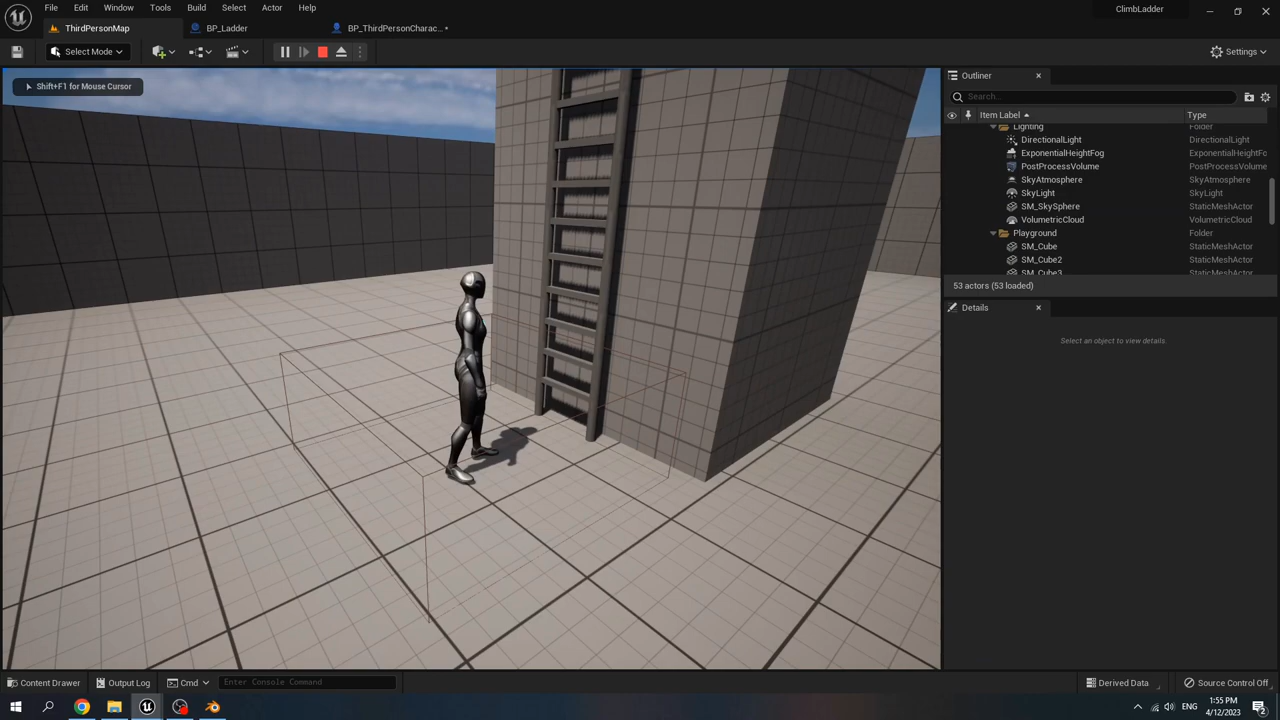 File Edit Window Tools Build Select Actor Help
ClimbLadder
ThirdPersonMap BP_Ladder BP_ThirdPersonCharac... •
Select Mode
Settings
Shift+F1 for Mouse Cursor
Outliner
Search...
Item Label Type
Lighting Folder
DirectionalLight DirectionalLight
ExponentialHeightFog ExponentialHeightFc
PostProcessVolume PostProcessVolume
SkyAtmosphere SkyAtmosphere
SkyLight SkyLight
SM_SkySphere StaticMeshActor
VolumetricCloud VolumetricCloud
Playground Folder
SM_Cube StaticMeshActor
SM_Cube2 StaticMeshActor
SM_Cube3 StaticMeshActor
53 actors (53 loaded)
Details
Select an object to view details.
Content Drawer Output Log Cmd Enter Console Command Derived Data Source Control Off
ENG
1:55 PM
4/12/2023